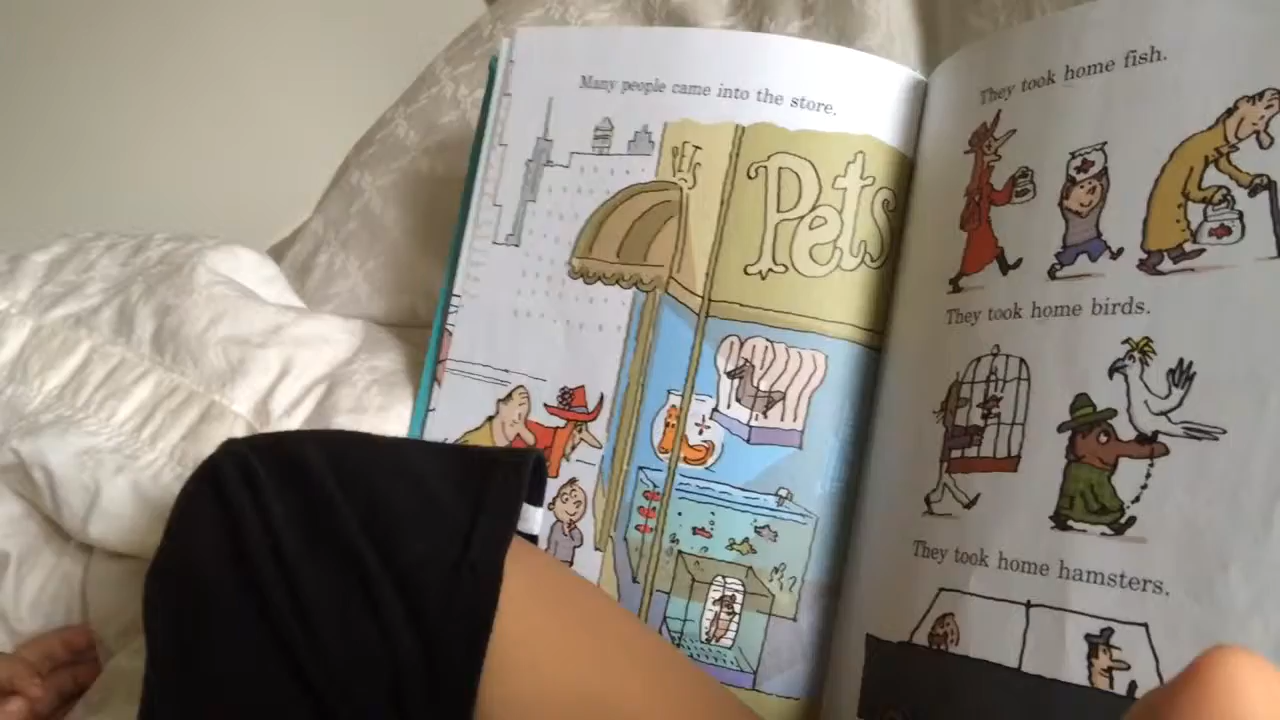 Many people came into the store.
PETS
Pets
They took home fish.
They took home birds.
They took home hamsters.